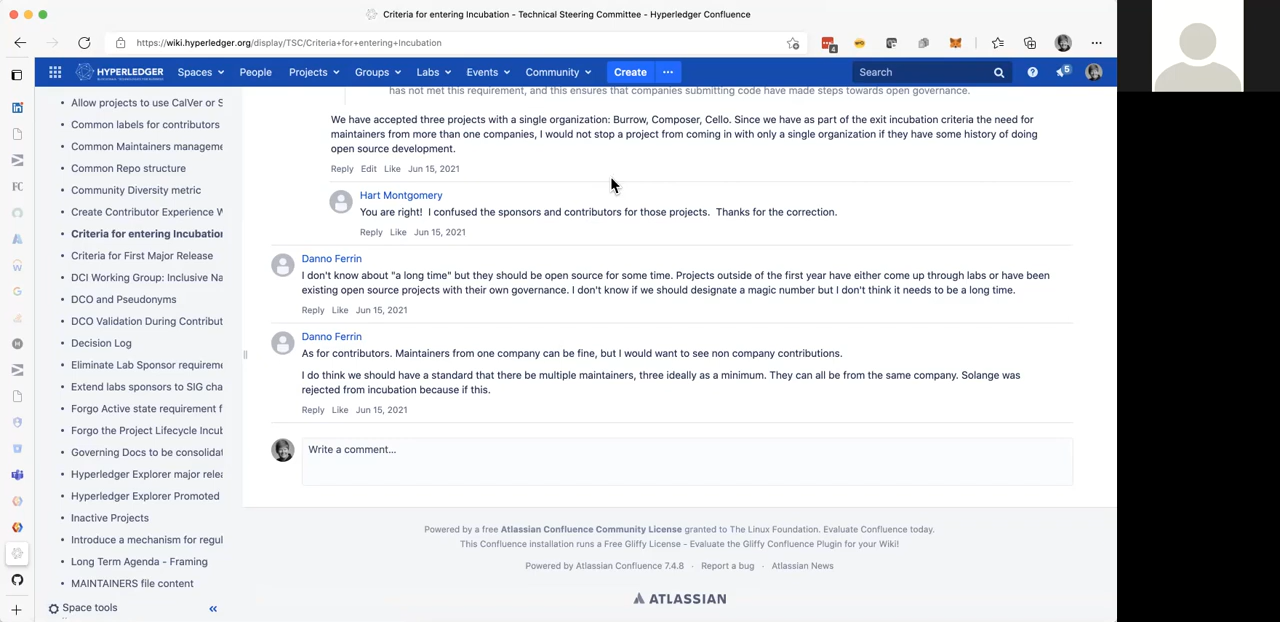 Criteria for entering Incubation - Technical Steering Committee - Hyperledger Confluence
https://wiki.hyperledger.org/display/TSC/Criteria+for+entering+Incubation
4
HYPERLEDGER
Spaces
People
Projects
Groups
Labs
Events
Community
Create
Search
5
FC
Allow projects to use CalVer or S
Common labels for contributors
Common Maintainers manageme
Common Repo structure
Community Diversity metric
Create Contributor Experience W
Criteria for entering Incubation
Criteria for First Major Release
DCI Working Group: Inclusive Na
DCO and Pseudonyms
DCO Validation During Contribut
Decision Log
Eliminate Lab Sponsor requireme
Extend labs sponsors to SIG cha
Forgo Active state requirement f
Forgo the Project Lifecycle Incub
Governing Docs to be consolidat
Hyperledger Explorer major relea
Hyperledger Explorer Promoted
Inactive Projects
Introduce a mechanism for regul
Long Term Agenda - Framing
MAINTAINERS file content
Space tools
has not met this requirement, and this ensures that companies submitting code have made steps towards open governance.
We have accepted three projects with a single organization: Burrow, Composer, Cello. Since we have as part of the exit incubation criteria the need for
maintainers from more than one companies, I would not stop a project from coming in with only a single organization if they have some history of doing
open source development.
Reply Edit Like Jun 15, 2021
Hart Montgomery
You are right! I confused the sponsors and contributors for those projects. Thanks for the correction.
Reply Like Jun 15, 2021
Danno Ferrin
I don't know about "a long time" but they should be open source for some time. Projects outside of the first year have either come up through labs or have been
existing open source projects with their own governance. I don't know if we should designate a magic number but I don't think it needs to be a long time.
Reply Like Jun 15, 2021
Danno Ferrin
As for contributors. Maintainers from one company can be fine, but I would want to see non company contributions.
I do think we should have a standard that there be multiple maintainers, three ideally as a minimum. They can all be from the same company. Solange was
rejected from incubation because if this.
Reply Like Jun 15, 2021
Write a comment...
Powered by a free Atlassian Confluence Community License granted to The Linux Foundation. Evaluate Confluence today.
This Confluence installation runs a Free Gliffy License - Evaluate the Gliffy Confluence Plugin for your Wiki!
Powered by Atlassian Confluence 7.4.8 · Report a bug · Atlassian News
ATLASSIAN